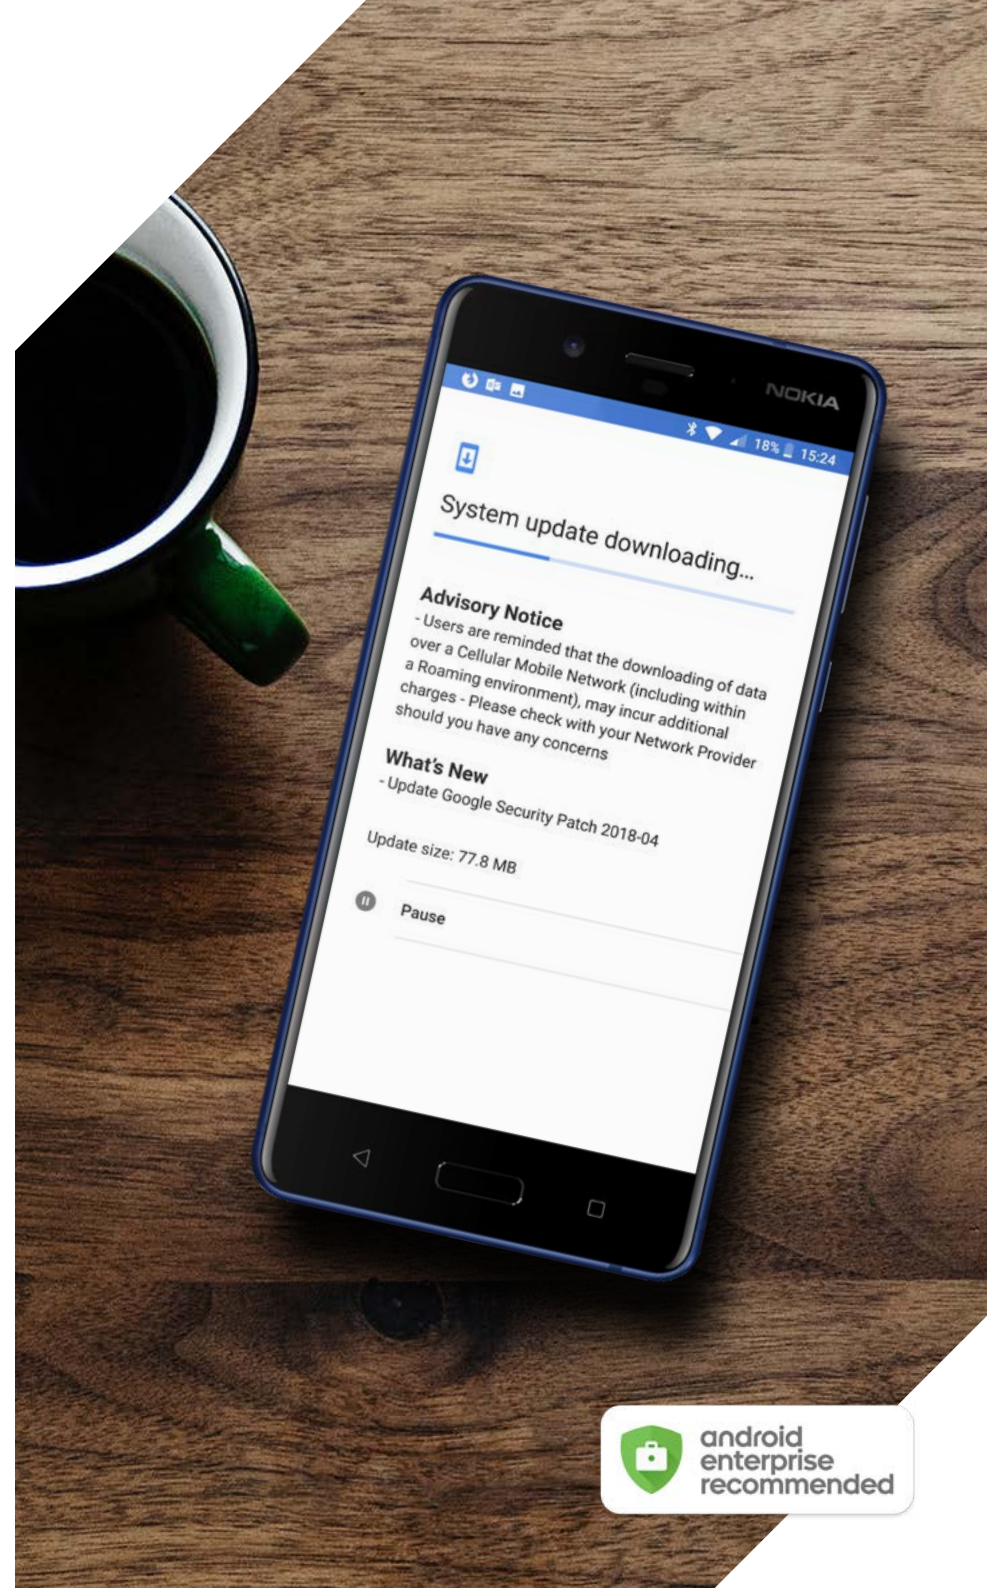 NOKIA
18% 15:24
System update downloading...
Advisory Notice
- Users are reminded that the downloading of data
over a Cellular Mobile Network (including within
a Roaming environment), may incur additional
charges - Please check with your Network Provider
should you have any concerns
What's New
- Update Google Security Patch 2018-04
Update size: 77.8 MB
Pause
android
enterprise
recommended